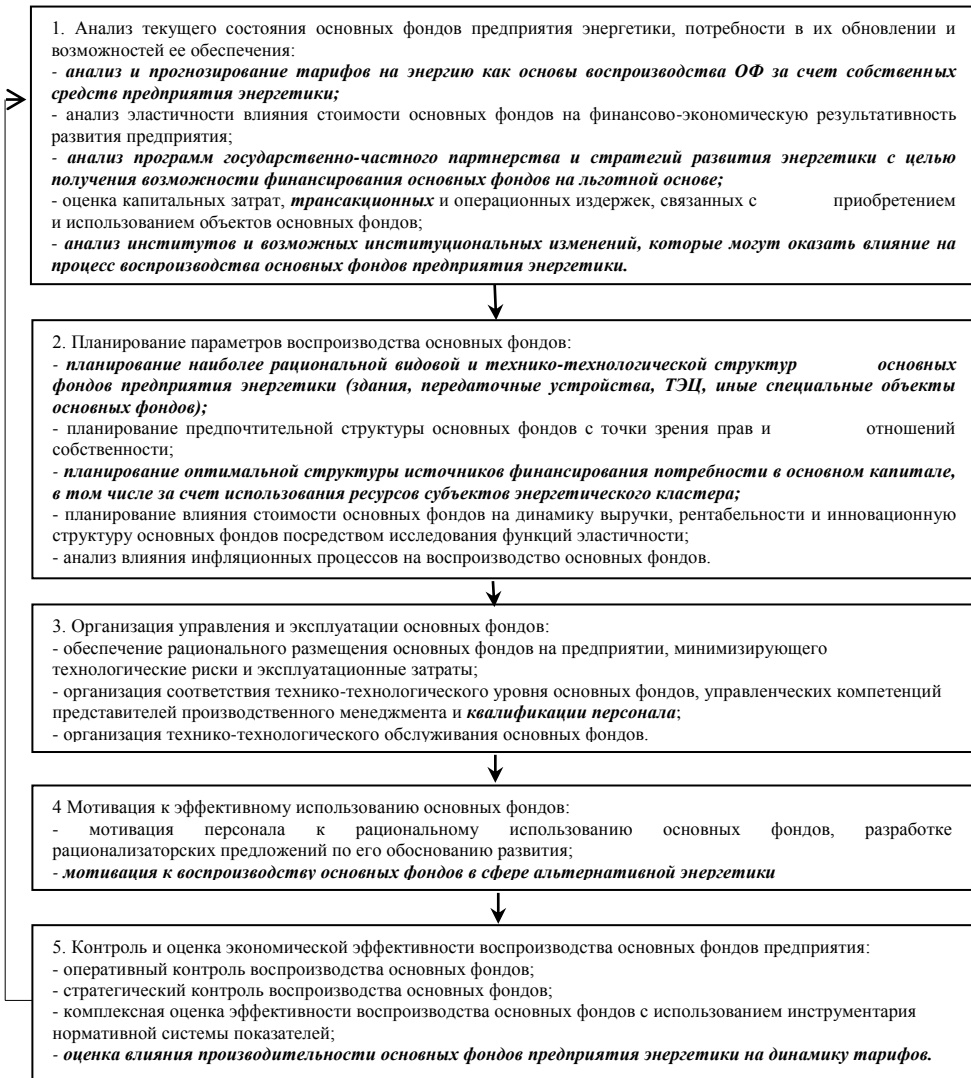 1. Анализ текущего состояния основных фондов предприятия энергетики, потребности в их обновлении и
возможностей ее обеспечения:
- анализ и прогнозирование тарифов на энергию как основы воспроизводства ОФ за счет собственных
средств предприятия энергетики;
- анализ эластичности влияния стоимости основных фондов на финансово-экономическую результативность
развития предприятия;
- анализ программ государственно-частного партнерства и стратегий развития энергетики с целью
получения возможности финансирования основных фондов на льготной основе;
- оценка капитальных затрат, трансакционных и операционных издержек, связанных с приобретением
и использованием объектов основных фондов;
- анализ институтов и возможных институциональных изменений, которые могут оказать влияние на
процесс воспроизводства основных фондов предприятия энергетики.
2. Планирование параметров воспроизводства основных фондов:
- планирование наиболее рациональной видовой и технико-технологической структур основных
фондов предприятия энергетики (здания, передаточные устройства, ТЭЦ, иные специальные объекты
основных фондов);
- планирование предпочтительной структуры основных фондов с точки зрения прав и отношений
собственности;
- планирование оптимальной структуры источников финансирования потребности в основном капитале,
в том числе за счет использования ресурсов субъектов энергетического кластера;
- планирование влияния стоимости основных фондов на динамику выручки, рентабельности и инновационную
структуру основных фондов посредством исследования функций эластичности;
- анализ влияния инфляционных процессов на воспроизводство основных фондов.
3. Организация управления и эксплуатации основных фондов:
- обеспечение рационального размещения основных фондов на предприятии, минимизирующего
технологические риски и эксплуатационные затраты;
- организация соответствия технико-технологического уровня основных фондов, управленческих компетенций
представителей производственного менеджмента и квалификации персонала;
- организация технико-технологического обслуживания основных фондов.
4 Мотивация к эффективному использованию основных фондов:
- мотивация персонала к рациональному использованию основных фондов, разработке
рационализаторских предложений по его обоснованию развития;
- мотивация к воспроизводству основных фондов в сфере альтернативной энергетики
5. Контроль и оценка экономической эффективности воспроизводства основных фондов предприятия:
- оперативный контроль воспроизводства основных фондов;
- стратегический контроль воспроизводства основных фондов;
- комплексная оценка эффективности воспроизводства основных фондов с использованием инструментария
нормативной системы показателей;
- оценка влияния производительности основных фондов предприятия энергетики на динамику тарифов.